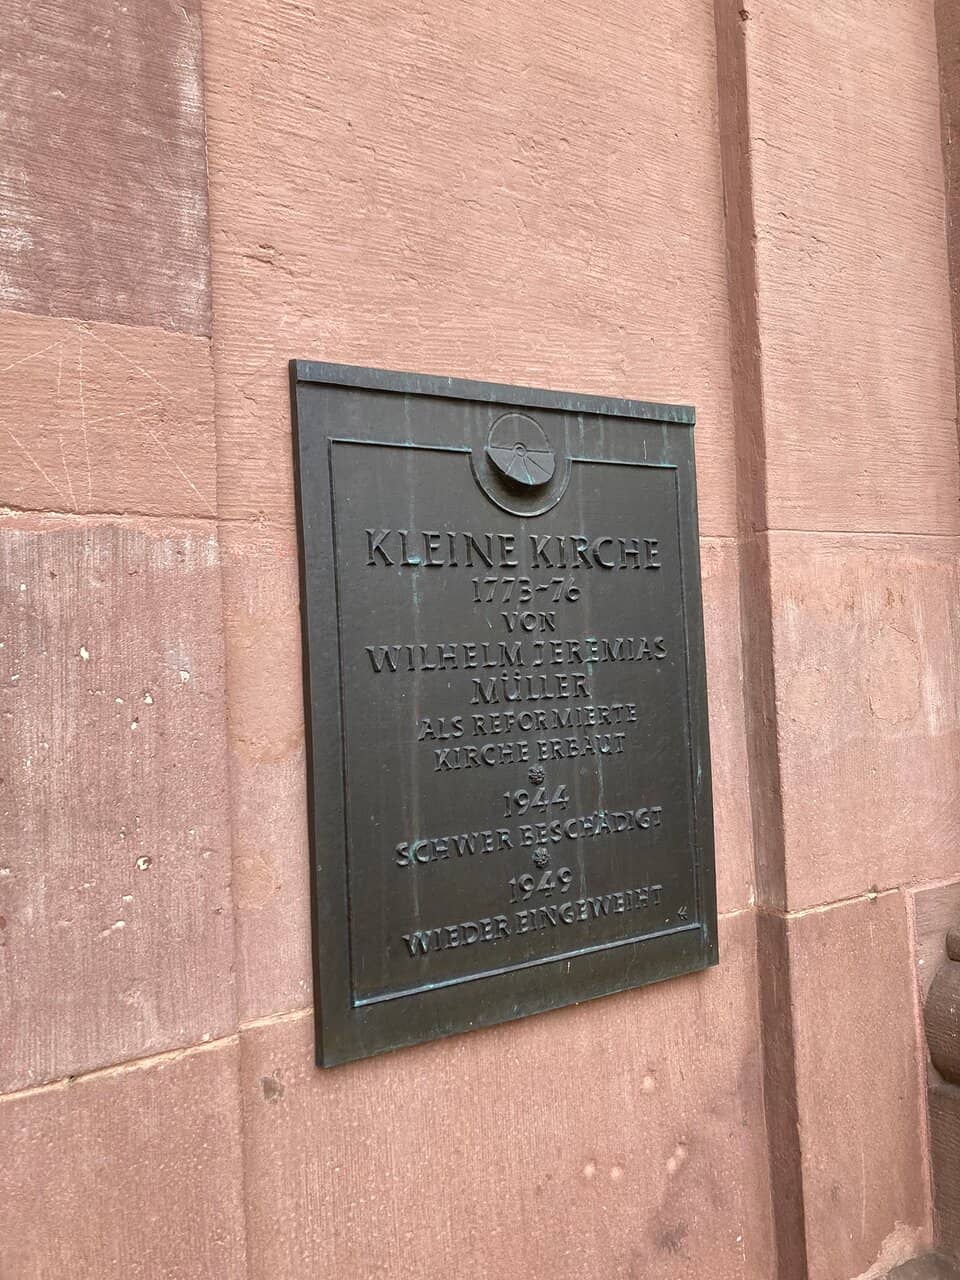 KLEINE KIRCHE
1773-76
VON
WILHELM JEREMIAS
MÜLLER
ALS REFORMIERTE
KIRCHE ERBAUT
1944
SCHWER BESCHÄDIGT
1949
WIEDER EINGEWEIHT